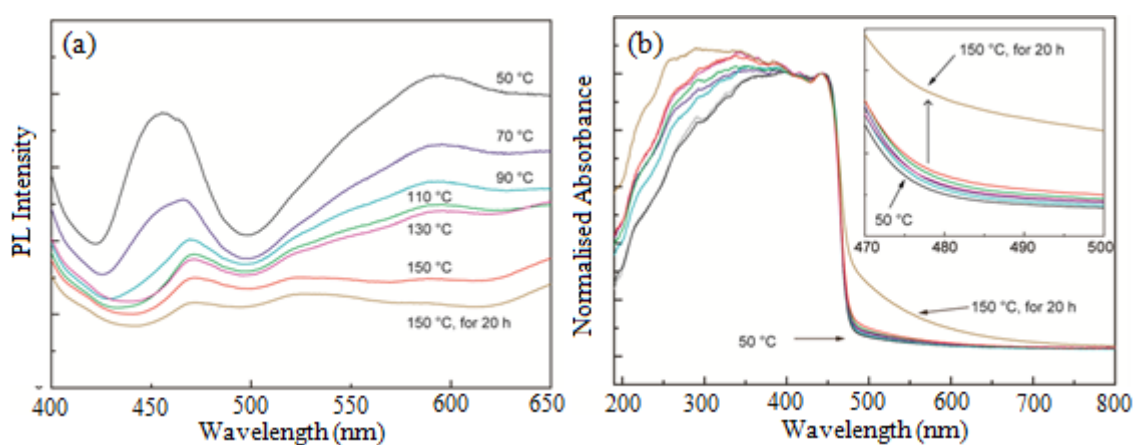 (a)
50 °C
70 °C
90 °C
110 °C
130 °C
150 °C
150 °C, for 20 h
PL Intensity
400 450 500 550 600 650
Wavelength (nm)
(b)
150 °C, for 20 h
50 °C
470 480 490 500
150 °C, for 20 h
50 °C
Normalised Absorbance
200 300 400 500 600 700 800
Wavelength (nm)